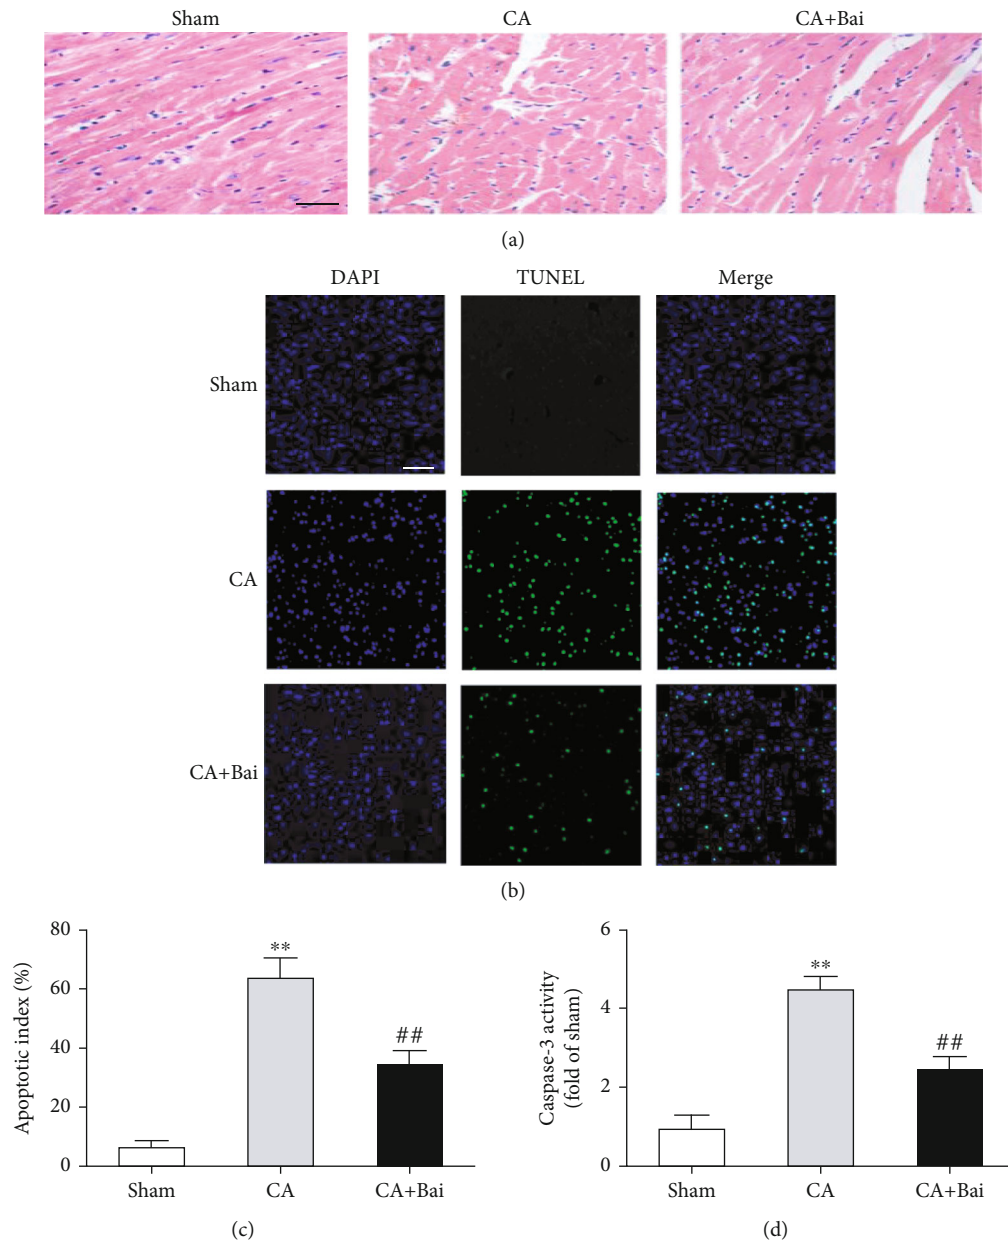 Sham CA CA+Bai
(a)
DAPI TUNEL Merge
Sham
CA
CA+Bai
(b)
80
60
40
20
0
Apoptotic index (%)
**
##
Sham CA CA+Bai
(c)
6
4
2
0
Caspase-3 activity
(fold of sham)
**
##
Sham CA CA+Bai
(d)